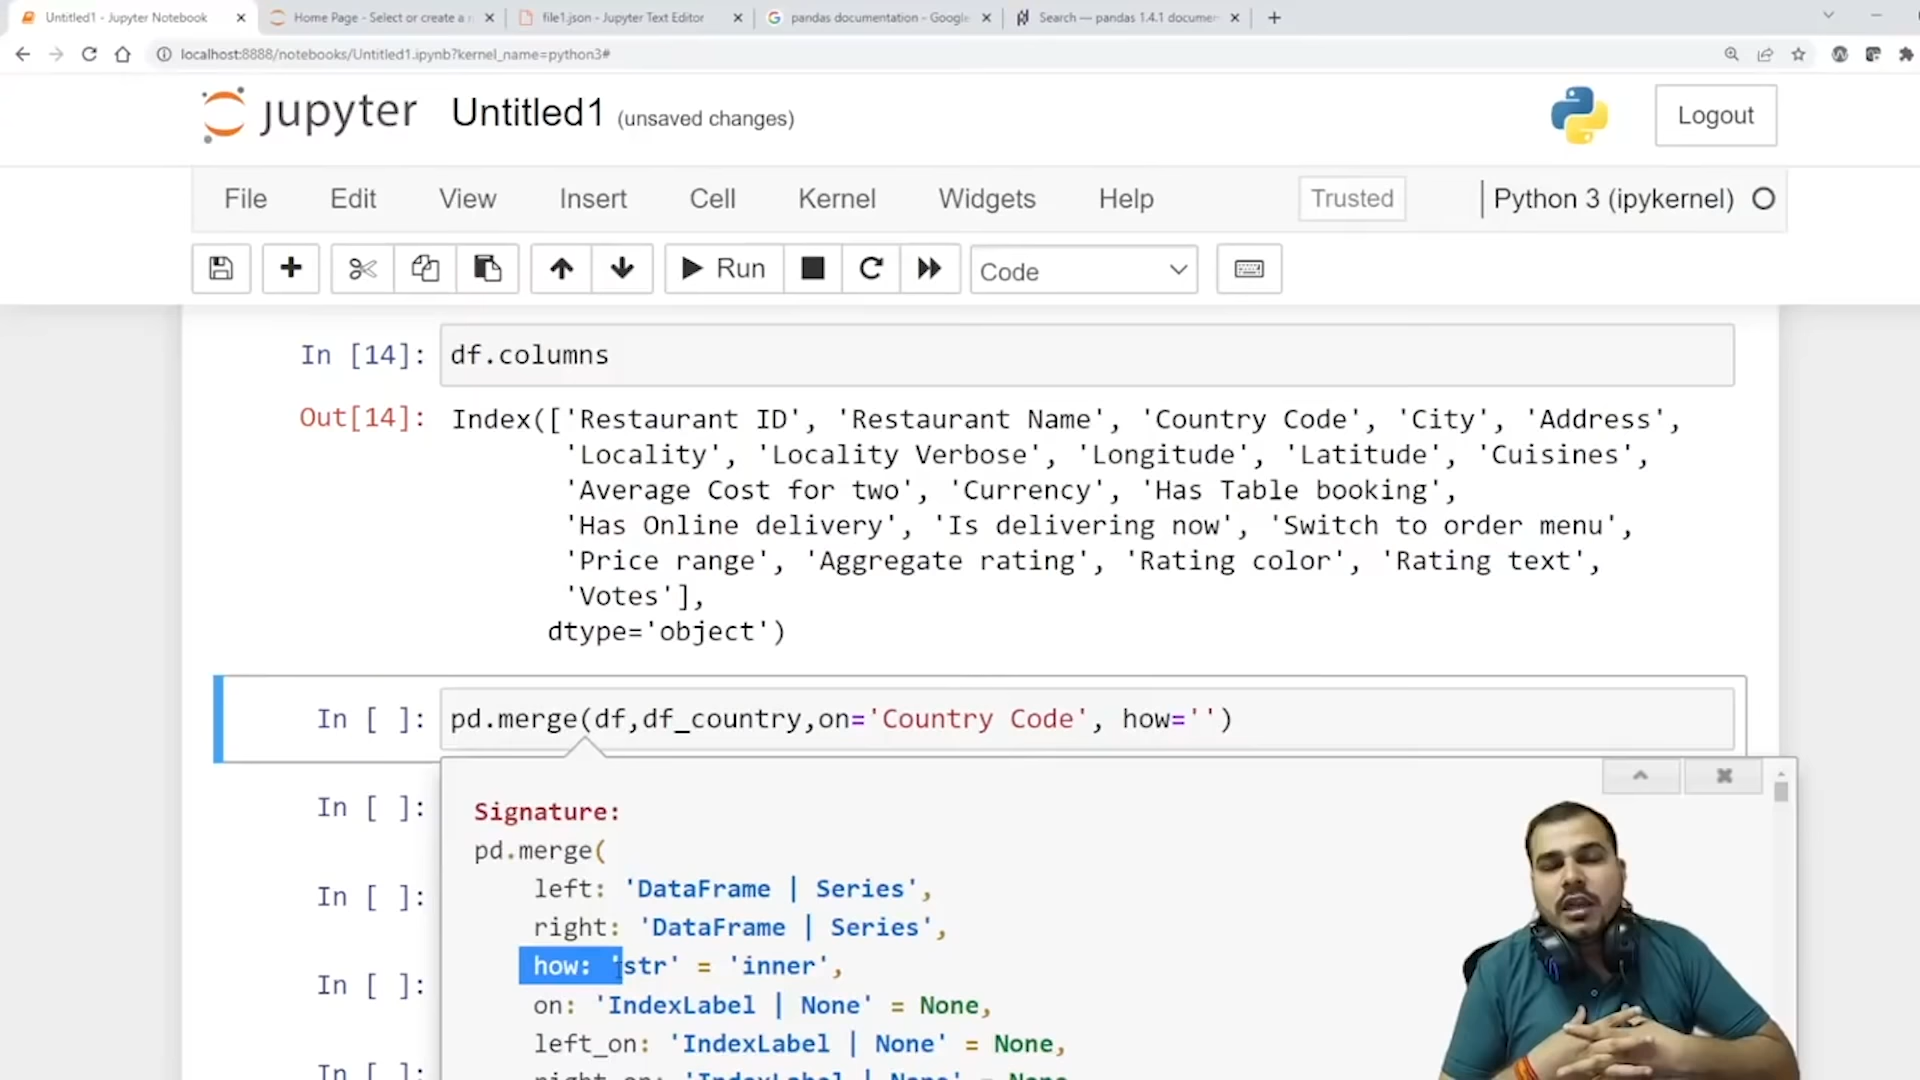 Untitled1 - Jupyter Notebook
Home Page - Select or create a n
file1.json - Jupyter Text Editor
pandas documentation - Google
Search — pandas 1.4.1 documen
localhost:8888/notebooks/Untitled1.ipynb?kernel_name=python3#
jupyter Untitled1 (unsaved changes)
Logout
File Edit View Insert Cell Kernel Widgets Help Trusted Python 3 (ipykernel)
Run Code
In [14]: df.columns
Out[14]: Index(['Restaurant ID', 'Restaurant Name', 'Country Code', 'City', 'Address',
'Locality', 'Locality Verbose', 'Longitude', 'Latitude', 'Cuisines',
'Average Cost for two', 'Currency', 'Has Table booking',
'Has Online delivery', 'Is delivering now', 'Switch to order menu',
'Price range', 'Aggregate rating', 'Rating color', 'Rating text',
'Votes'],
dtype='object')
In [ ]: pd.merge(df,df_country,on='Country Code', how='')
In [ ]:
Signature:
pd.merge(
left: 'DataFrame | Series',
In [ ]:
right: 'DataFrame | Series',
how: 'str' = 'inner',
In [ ]:
on: 'IndexLabel | None' = None,
left_on: 'IndexLabel | None' = None,
In [ ]:
right_on: 'IndexLabel | None' = None,